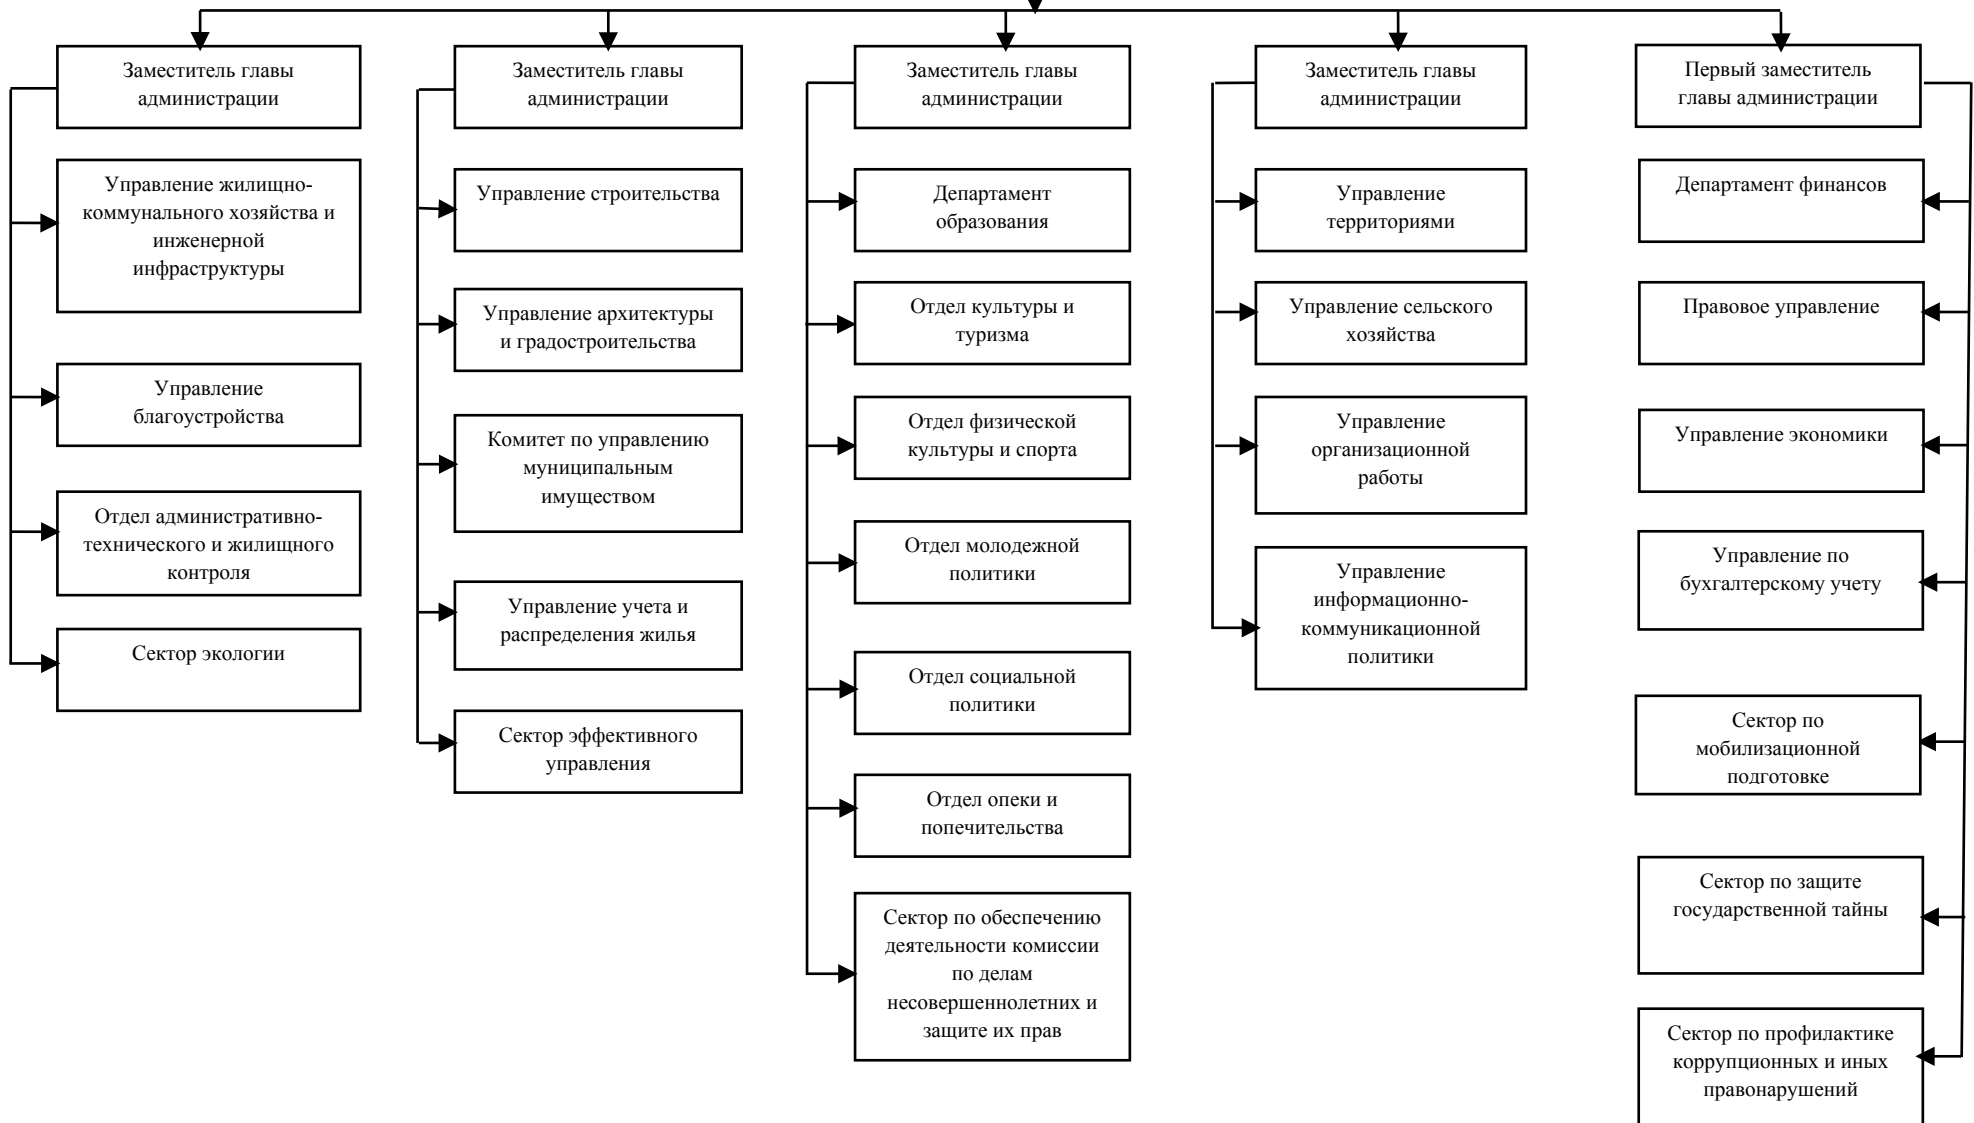 Заместитель главы
администрации
Управление жилищно-
коммунального хозяйства и
инженерной
инфраструктуры
Управление
благоустройства
Отдел административно-
технического и жилищного
контроля
Сектор экологии
Заместитель главы
администрации
Управление строительства
Управление архитектуры
и градостроительства
Комитет по управлению
муниципальным
имуществом
Управление учета и
распределения жилья
Сектор эффективного
управления
Заместитель главы
администрации
Департамент
образования
Отдел культуры и
туризма
Отдел физической
культуры и спорта
Отдел молодежной
политики
Отдел социальной
политики
Отдел опеки и
попечительства
Сектор по обеспечению
деятельности комиссии
по делам
несовершеннолетних и
защите их прав
Заместитель главы
администрации
Управление
территориями
Управление сельского
хозяйства
Управление
организационной
работы
Управление
информационно-
коммуникационной
политики
Первый заместитель
главы администрации
Департамент финансов
Правовое управление
Управление экономики
Управление по
бухгалтерскому учету
Сектор по
мобилизационной
подготовке
Сектор по защите
государственной тайны
Сектор по профилактике
коррупционных и иных
правонарушений